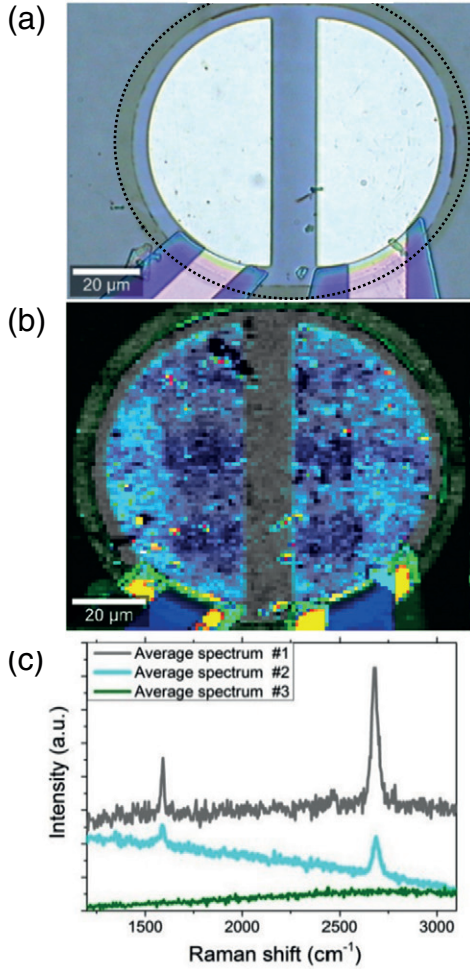 (a)
20 µm
(b)
20 µm
(c)
Average spectrum #1
Average spectrum #2
Average spectrum #3
Intensity (a.u.)
1500 2000 2500 3000
Raman shift (cm⁻¹)